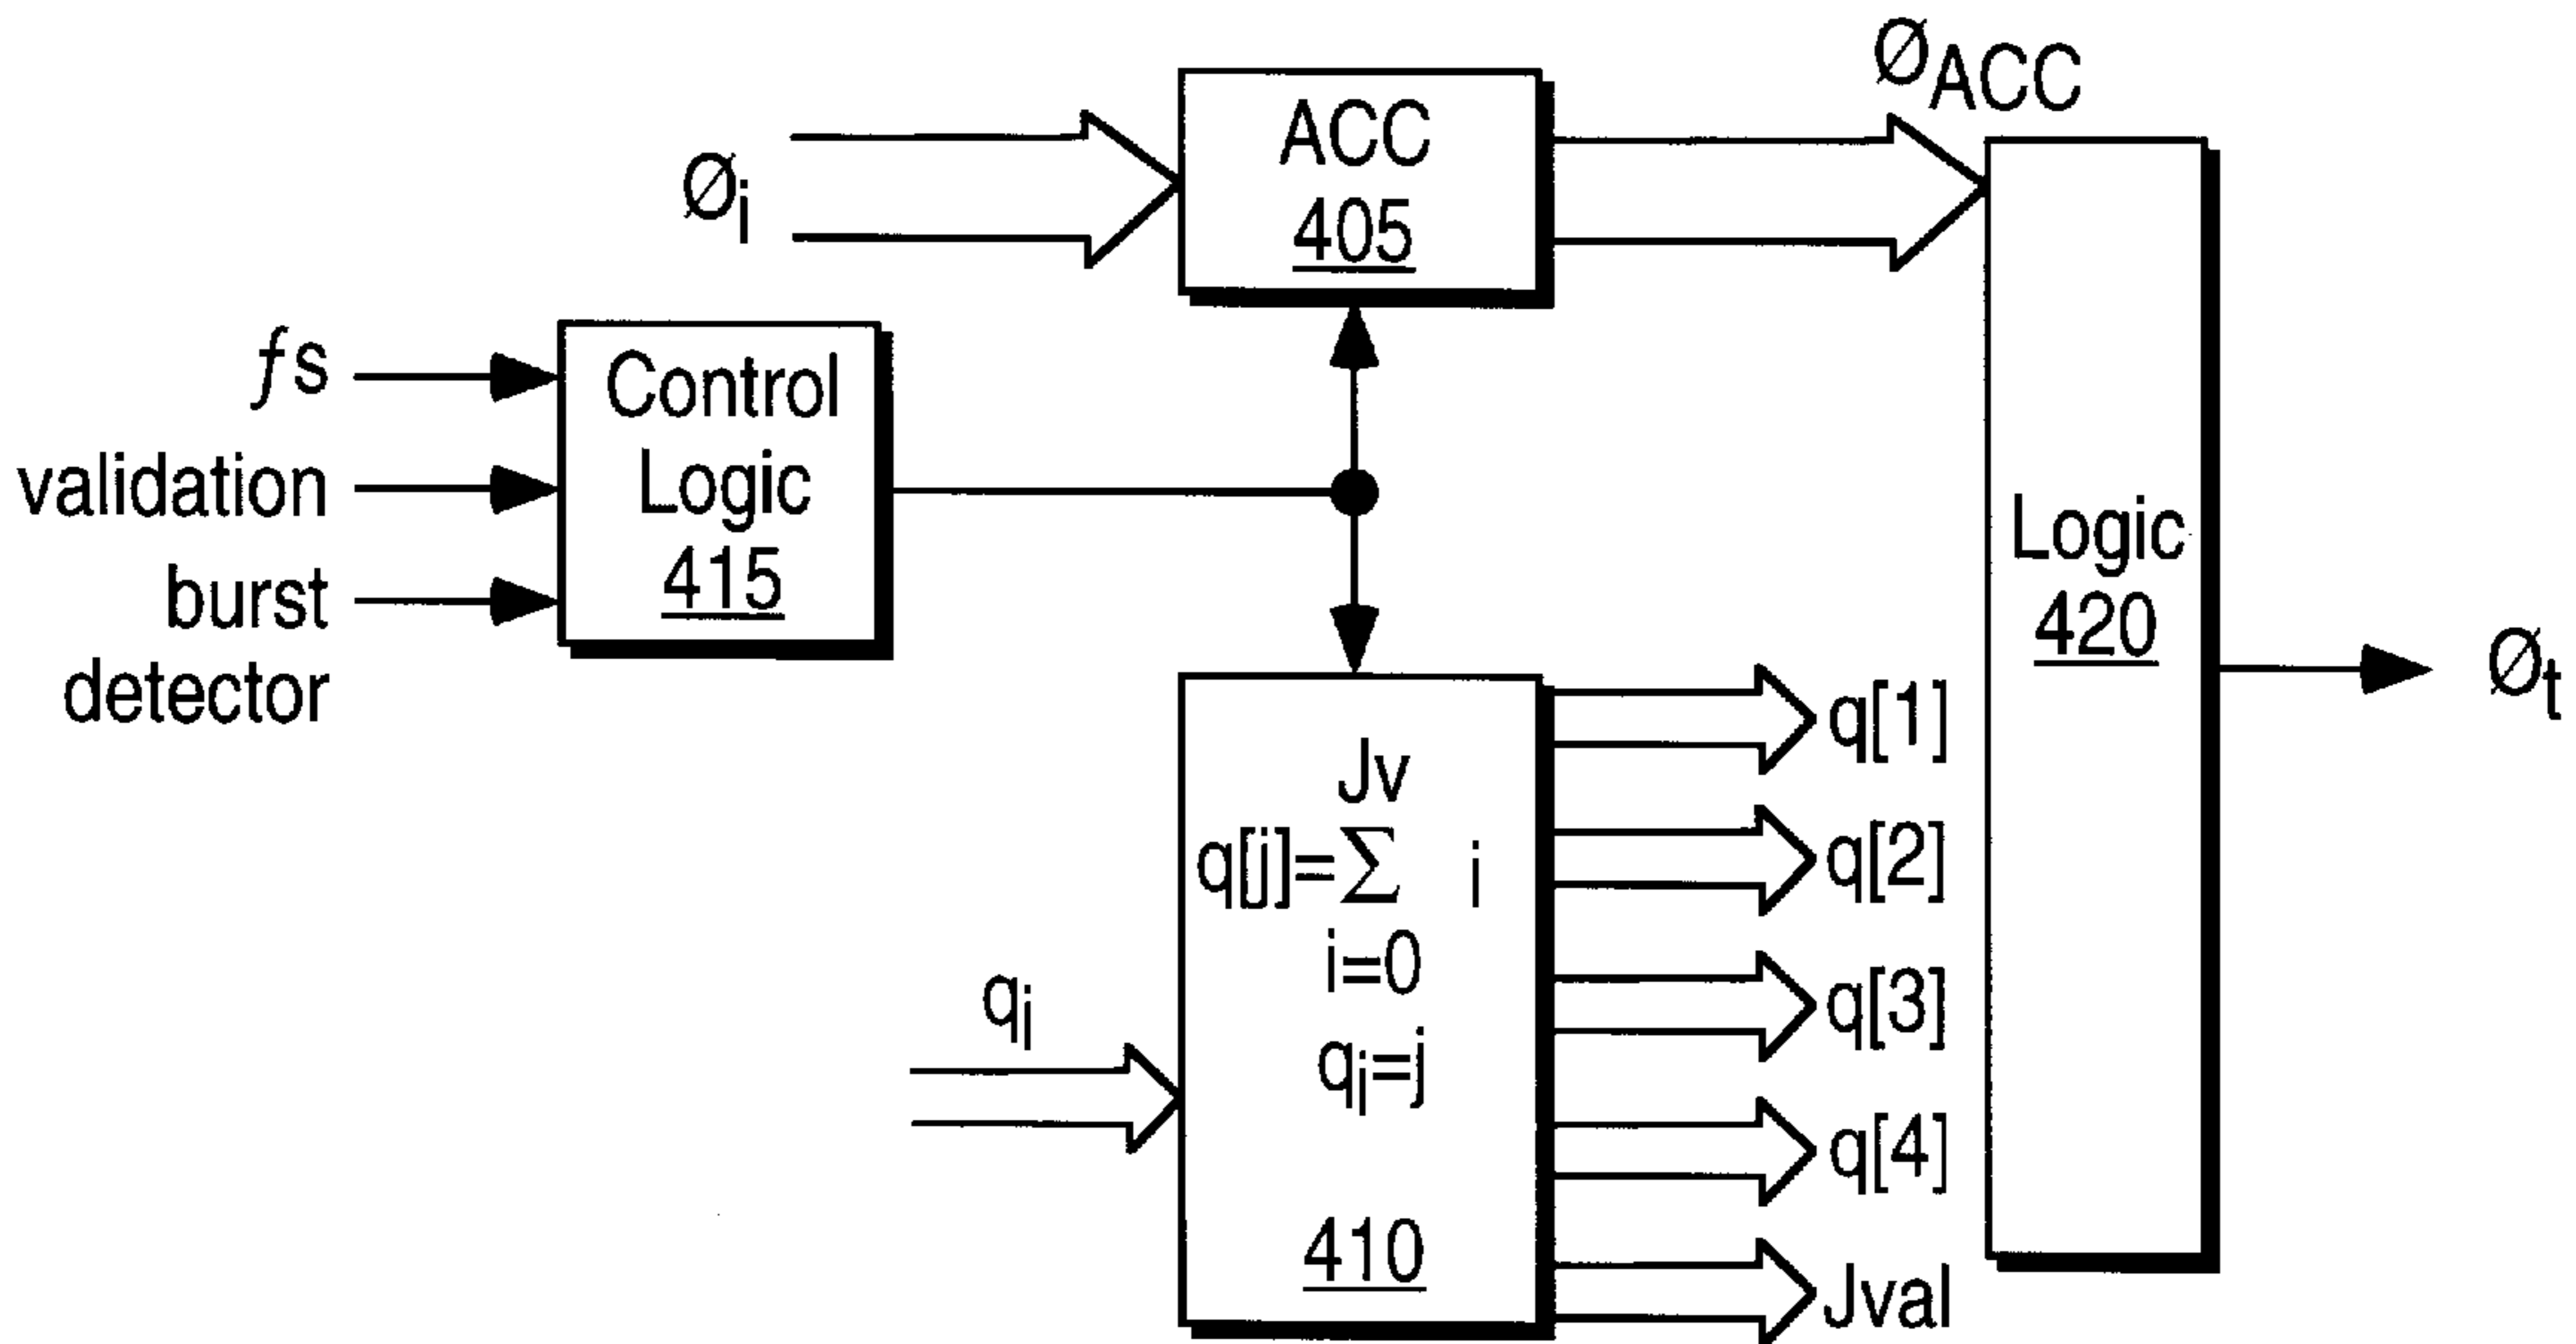 Øi
ACC
405
ØACC
ƒs
validation
burst
detector
Control
Logic
415
Logic
420
Øt
qi
Jv
q[j]=Σ i
i=0
qi=j
410
q[1]
q[2]
q[3]
q[4]
Jval